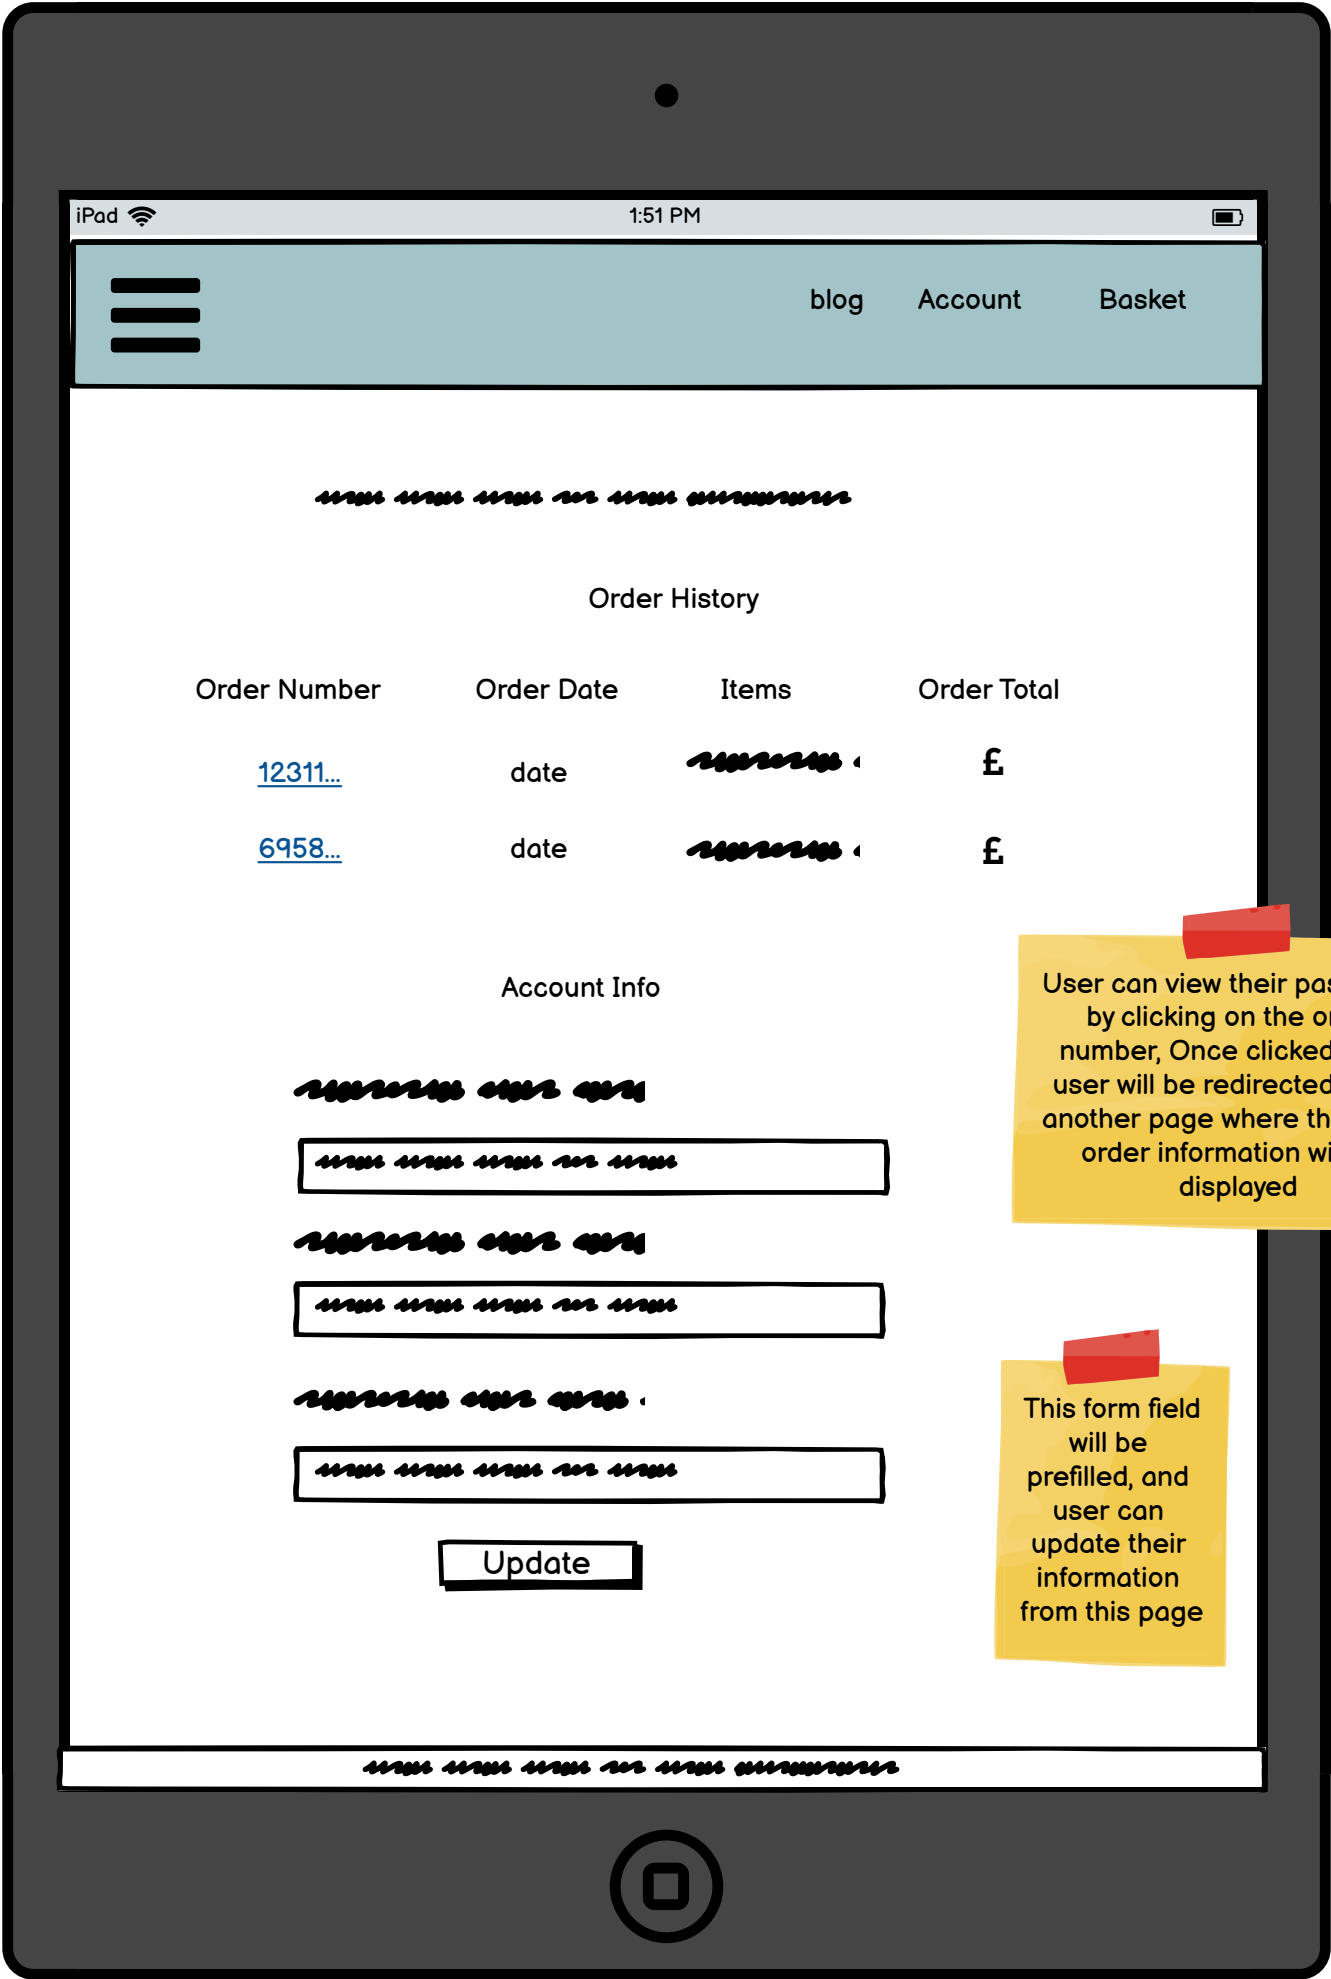 iPad 1:51 PM
blog Account Basket
Order History
Order Number Order Date Items Order Total
12311... date £
6958... date £
Account Info
User can view their
by clicking on the
number, Once clicked
user will be redirected
another page where
order information
displayed
This form field
will be
prefilled, and
user can
update their
information
from this page
Update